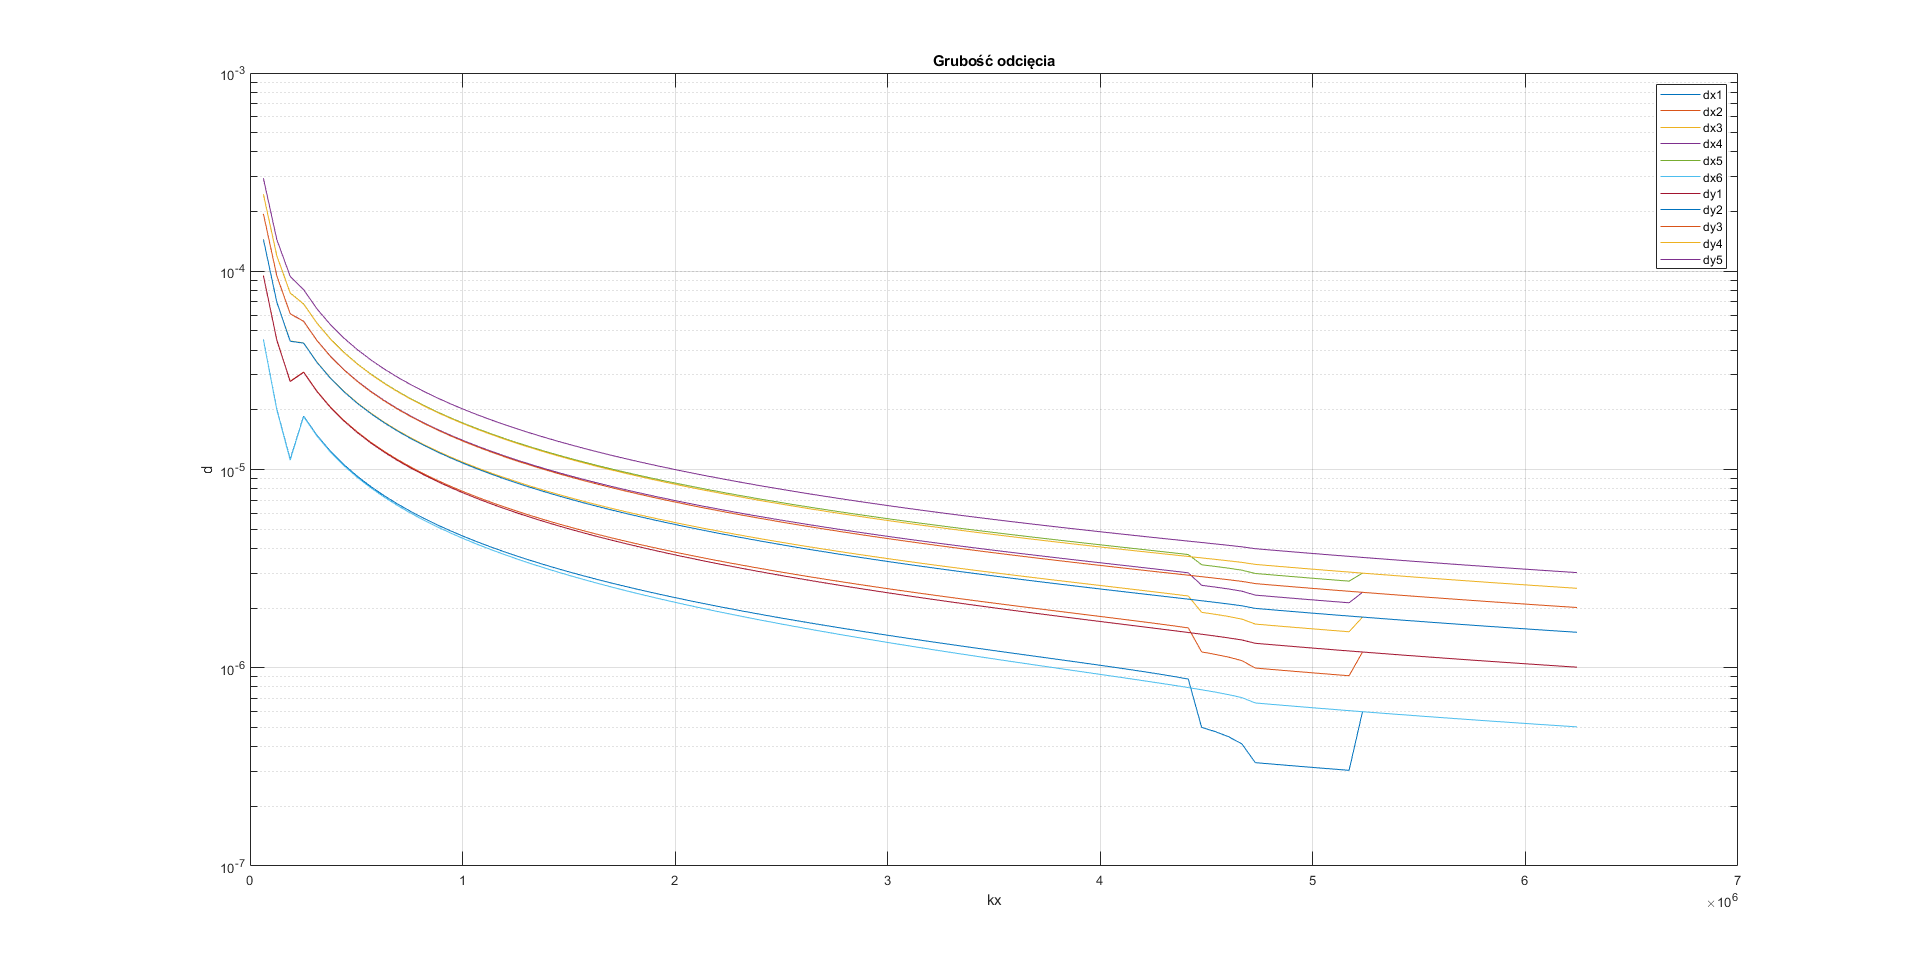 Grubość odcięcia
10-3
10-4
10-5
10-6
10-7
d
0 1 2 3 4 5 6 7
kx
×106
dx1
dx2
dx3
dx4
dx5
dx6
dy1
dy2
dy3
dy4
dy5